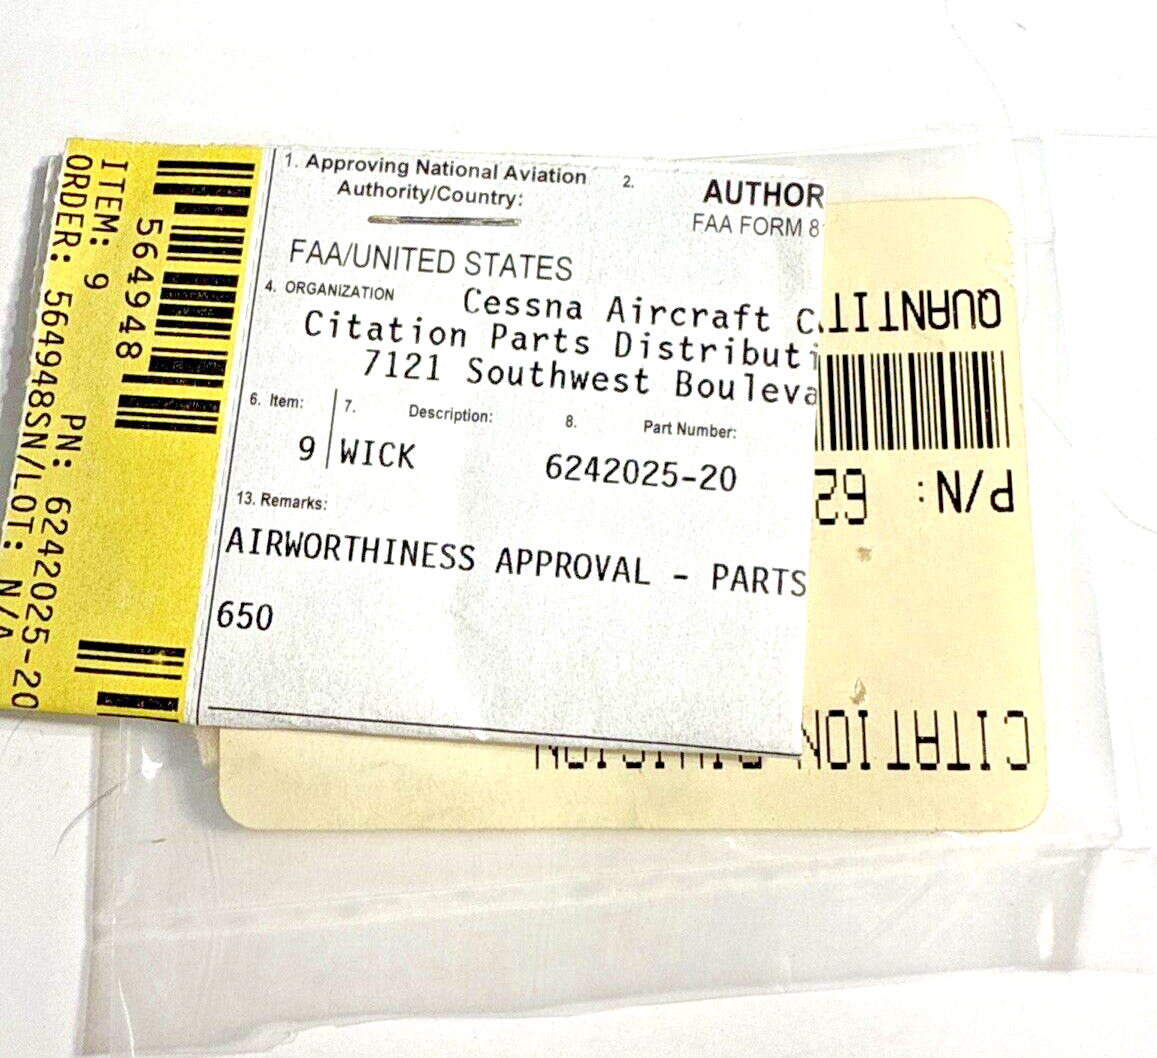 ITEM: 9
ORDER: 564948SN/LOT: N/A
PN: 6242025-20
564948
1. Approving National Aviation
Authority/Country:
FAA/UNITED STATES
2.
AUTHOR
FAA FORM 8
4. ORGANIZATION
Cessna Aircraft C
Citation Parts Distributi
7121 Southwest Bouleva
6. Item:
7. Description:
8. Part Number:
9 WICK 6242025-20
13. Remarks:
AIRWORTHINESS APPROVAL - PARTS
650
QUANTIT
P/N: 62
CITATION